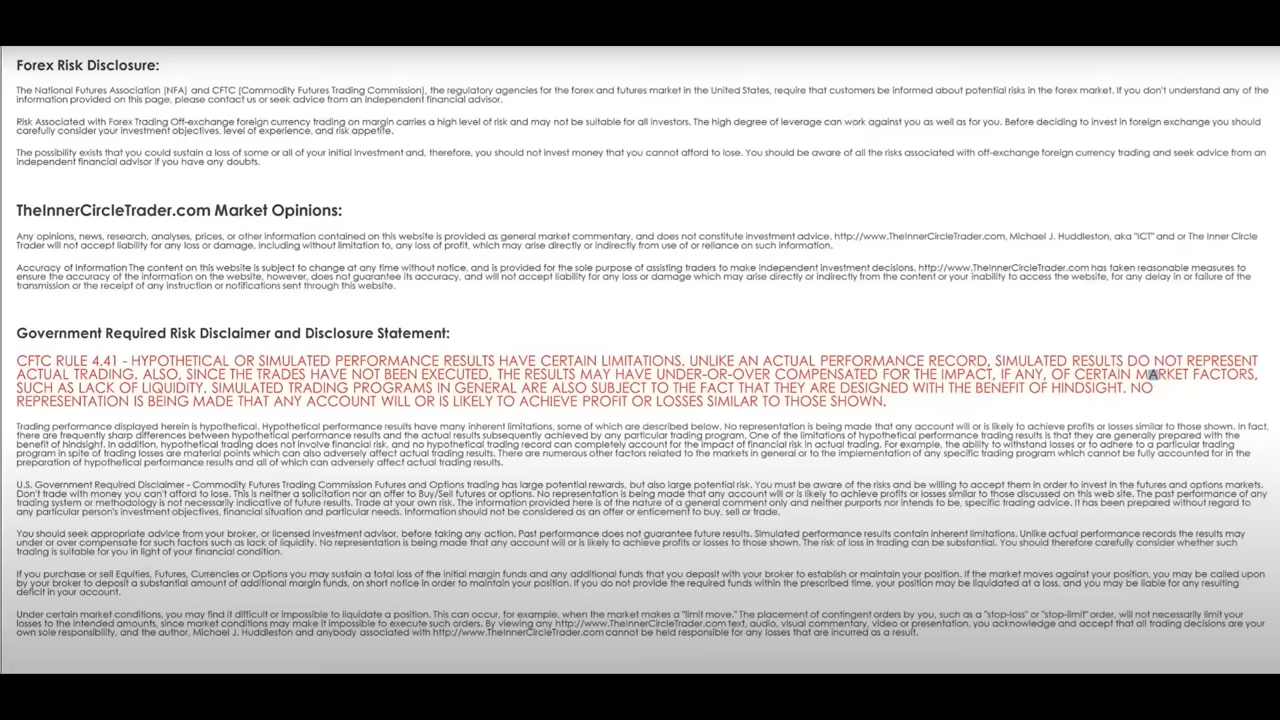 Forex Risk Disclosure:
The National Futures Association (NFA) and CFTC (Commodity Futures Trading Commission), the regulatory agencies for the forex and futures market in the United States, require that customers be informed about potential risks in the forex market. If you don't understand any of the
information provided on this page, please contact us or seek advice from an independent financial advisor.
Risk Associated with Forex Trading Off-exchange foreign currency trading on margin carries a high level of risk and may not be suitable for all investors. The high degree of leverage can work against you as well as for you. Before deciding to invest in foreign exchange you should
carefully consider your investment objectives, level of experience, and risk appetite.
The possibility exists that you could sustain a loss of some or all of your initial investment and, therefore, you should not invest money that you cannot afford to lose. You should be aware of all the risks associated with off-exchange foreign currency trading and seek advice from an
independent financial advisor if you have any doubts.
TheInnerCircleTrader.com Market Opinions:
Any opinions, news, research, analyses, prices, or other information contained on this website is provided as general market commentary, and does not constitute investment advice. http://www.TheInnerCircleTrader.com, Michael J. Huddleston, aka "ICT" and or The Inner Circle
Trader will not accept liability for any loss or damage, including without limitation to, any loss of profit, which may arise directly or indirectly from use of or reliance on such information.
Accuracy of Information The content on this website is subject to change at any time without notice, and is provided for the sole purpose of assisting traders to make independent investment decisions. http://www.TheInnerCircleTrader.com has taken reasonable measures to
ensure the accuracy of the information on the website, however, does not guarantee its accuracy, and will not accept liability for any loss or damage which may arise directly or indirectly from the content or your inability to access the website, for any delay in or failure of the
transmission or the receipt of any instruction or notifications sent through this website.
Government Required Risk Disclaimer and Disclosure Statement:
CFTC RULE 4.41 - HYPOTHETICAL OR SIMULATED PERFORMANCE RESULTS HAVE CERTAIN LIMITATIONS. UNLIKE AN ACTUAL PERFORMANCE RECORD, SIMULATED RESULTS DO NOT REPRESENT
ACTUAL TRADING. ALSO, SINCE THE TRADES HAVE NOT BEEN EXECUTED, THE RESULTS MAY HAVE UNDER-OR-OVER COMPENSATED FOR THE IMPACT, IF ANY, OF CERTAIN MARKET FACTORS,
SUCH AS LACK OF LIQUIDITY. SIMULATED TRADING PROGRAMS IN GENERAL ARE ALSO SUBJECT TO THE FACT THAT THEY ARE DESIGNED WITH THE BENEFIT OF HINDSIGHT. NO
REPRESENTATION IS BEING MADE THAT ANY ACCOUNT WILL OR IS LIKELY TO ACHIEVE PROFIT OR LOSSES SIMILAR TO THOSE SHOWN.
Trading performance displayed herein is hypothetical. Hypothetical performance results have many inherent limitations, some of which are described below. No representation is being made that any account will or is likely to achieve profits or losses similar to those shown. In fact,
there are frequently sharp differences between hypothetical performance results and the actual results subsequently achieved by any particular trading program. One of the limitations of hypothetical performance trading results is that they are generally prepared with the
benefit of hindsight. In addition, hypothetical trading does not involve financial risk, and no hypothetical trading record can completely account for the impact of financial risk in actual trading. For example, the ability to withstand losses or to adhere to a particular trading
program in spite of trading losses are material points which can also adversely affect actual trading results. There are numerous other factors related to the markets in general or to the implementation of any specific trading program which cannot be fully accounted for in the
preparation of hypothetical performance results and all of which can adversely affect actual trading results.
U.S. Government Required Disclaimer - Commodity Futures Trading Commission Futures and Options trading has large potential rewards, but also large potential risk. You must be aware of the risks and be willing to accept them in order to invest in the futures and options markets.
Don't trade with money you can't afford to lose. This is neither a solicitation nor an offer to Buy/Sell futures or options. No representation is being made that any account will or is likely to achieve profits or losses similar to those discussed on this web site. The past performance of any
trading system or methodology is not necessarily indicative of future results. Trade at your own risk. The information provided here is of the nature of a general comment only and neither purports nor intends to be, specific trading advice. It has been prepared without regard to
any particular person's investment objectives, financial situation and particular needs. Information should not be considered as an offer or enticement to buy, sell or trade.
You should seek appropriate advice from your broker, or licensed investment advisor, before taking any action. Past performance does not guarantee future results. Simulated performance results contain inherent limitations. Unlike actual performance records the results may
under or over compensate for such factors such as lack of liquidity. No representation is being made that any account will or is likely to achieve profits or losses to those shown. The risk of loss in trading can be substantial. You should therefore carefully consider whether such
trading is suitable for you in light of your financial condition.
If you purchase or sell Equities, Futures, Currencies or Options you may sustain a total loss of the initial margin funds and any additional funds that you deposit with your broker to establish or maintain your position. If the market moves against your position, you may be called upon
by your broker to deposit a substantial amount of additional margin funds, on short notice in order to maintain your position. If you do not provide the required funds within the prescribed time, your position may be liquidated at a loss, and you may be liable for any resulting
deficit in your account.
Under certain market conditions, you may find it difficult or impossible to liquidate a position. This can occur, for example, when the market makes a "limit move." The placement of contingent orders by you, such as a "stop-loss" or "stop-limit" order, will not necessarily limit your
losses to the intended amounts, since market conditions may make it impossible to execute such orders. By viewing any http://www.TheInnerCircleTrader.com text, audio, visual commentary, video or presentation, you acknowledge and accept that all trading decisions are your
own sole responsibility, and the author, Michael J. Huddleston and anybody associated with http://www.TheInnerCircleTrader.com cannot be held responsible for any losses that are incurred as a result.